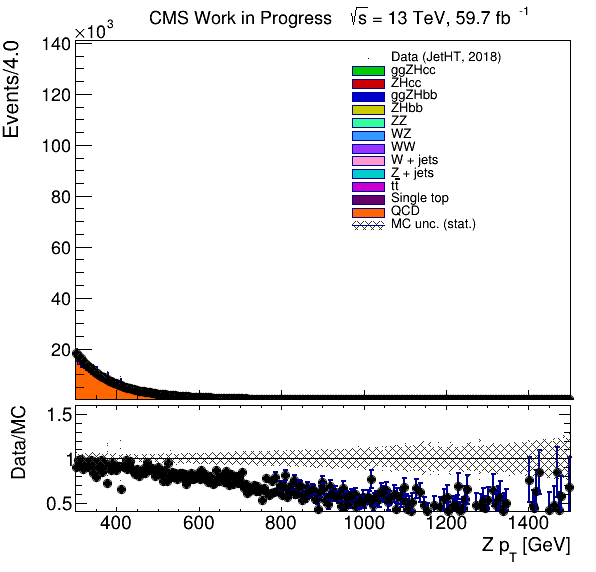 CMS Work in Progress √s = 13 TeV, 59.7 fb⁻¹
×10³
Events/4.0
140
120
100
80
60
40
20
Data (JetHT, 2018)
ggZHcc
ZHcc
ggZHbb
ZHbb
ZZ
WZ
WW
W + jets
Z + jets
tt̅
Single top
QCD
MC unc. (stat.)
Data/MC
1.5
1
0.5
400 600 800 1000 1200 1400
Z p_T [GeV]